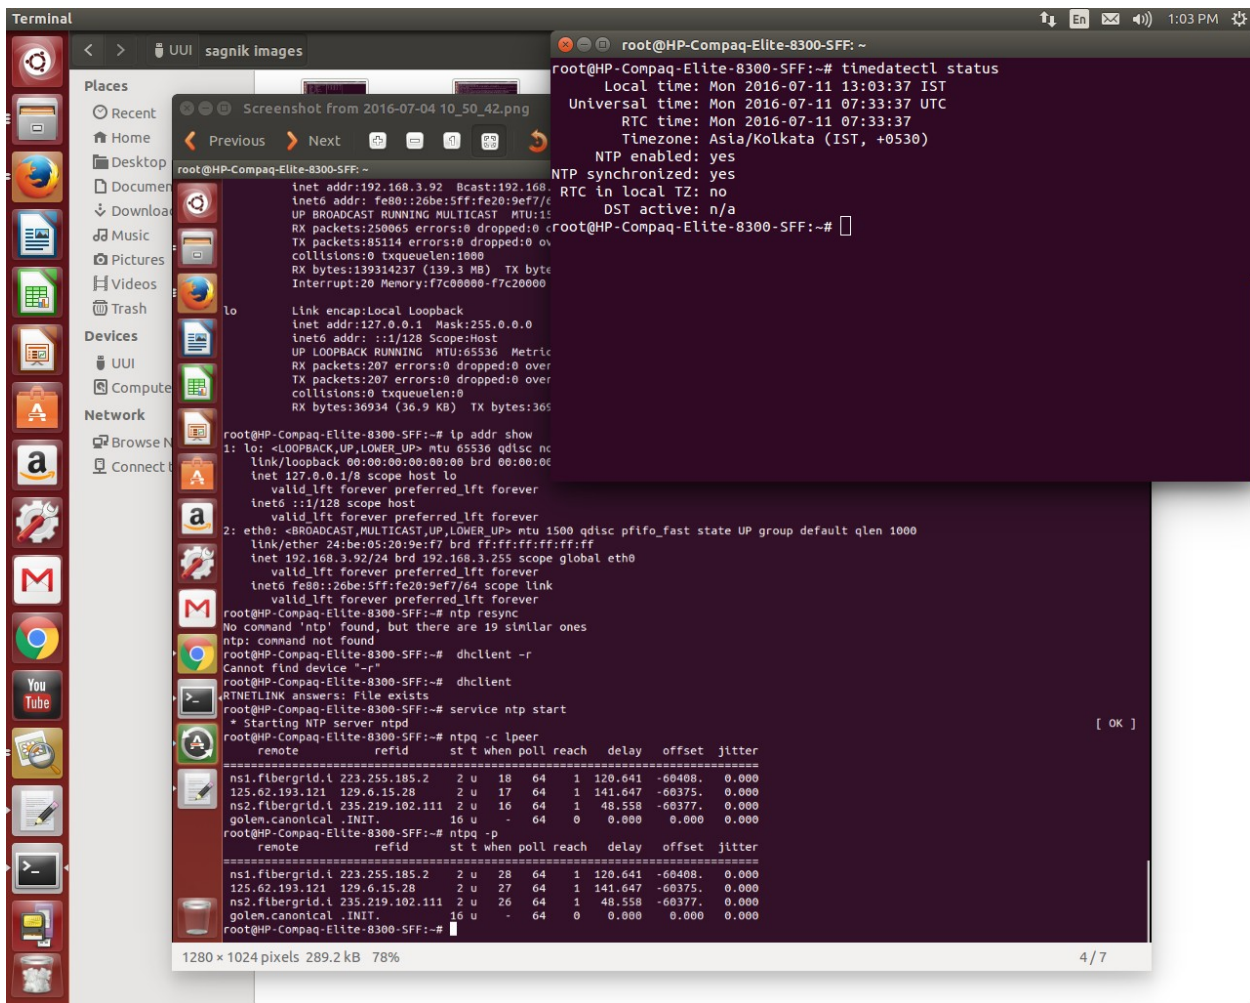 Terminal
En
1:03 PM
UUI
sagnik images
Places
Recent
Home
Desktop
Documen
Downloa
Music
Pictures
Videos
Trash
Devices
UUI
Compute
Network
Browse N
Connect t
a
You
Tube
Screenshot from 2016-07-04 10_50_42.png
Previous
Next
root@HP-Compaq-Elite-8300-SFF: ~
inet addr:192.168.3.92  Bcast:192.168.
inet6 addr: fe80::26be:5ff:fe20:9ef7/6
UP BROADCAST RUNNING MULTICAST  MTU:15
RX packets:250065 errors:0 dropped:0 o
TX packets:85114 errors:0 dropped:0 ov
collisions:0 txqueuelen:1000
RX bytes:139314237 (139.3 MB)  TX byte
Interrupt:20 Memory:f7c00000-f7c20000
lo        Link encap:Local Loopback
inet addr:127.0.0.1  Mask:255.0.0.0
inet6 addr: ::1/128 Scope:Host
UP LOOPBACK RUNNING  MTU:65536  Metric
RX packets:207 errors:0 dropped:0 over
TX packets:207 errors:0 dropped:0 over
collisions:0 txqueuelen:0
RX bytes:36934 (36.9 KB)  TX bytes:369
root@HP-Compaq-Elite-8300-SFF:~# ip addr show
1: lo: <LOOPBACK,UP,LOWER_UP> mtu 65536 qdisc no
link/loopback 00:00:00:00:00:00 brd 00:00:00
inet 127.0.0.1/8 scope host lo
valid_lft forever preferred_lft forever
inet6 ::1/128 scope host
valid_lft forever preferred_lft forever
2: eth0: <BROADCAST,MULTICAST,UP,LOWER_UP> mtu 1500 qdisc pfifo_fast state UP group default qlen 1000
link/ether 24:be:05:20:9e:f7 brd ff:ff:ff:ff:ff:ff
inet 192.168.3.92/24 brd 192.168.3.255 scope global eth0
valid_lft forever preferred_lft forever
inet6 fe80::26be:5ff:fe20:9ef7/64 scope link
valid_lft forever preferred_lft forever
root@HP-Compaq-Elite-8300-SFF:~# ntp resync
No command 'ntp' found, but there are 19 similar ones
ntp: command not found
root@HP-Compaq-Elite-8300-SFF:~#  dhclient –r
Cannot find device "–r"
root@HP-Compaq-Elite-8300-SFF:~#  dhclient
RTNETLINK answers: File exists
root@HP-Compaq-Elite-8300-SFF:~# service ntp start
* Starting NTP server ntpd [ OK ]
root@HP-Compaq-Elite-8300-SFF:~# ntpq -c lpeer
remote           refid      st t when poll reach   delay   offset  jitter
==============================================================================
ns1.fibergrid.i 223.255.185.2    2 u   18   64    1  120.641  -60408.   0.000
125.62.193.121  129.6.15.28      2 u   17   64    1  141.647  -60375.   0.000
ns2.fibergrid.i 235.219.102.111  2 u   16   64    1   48.558  -60377.   0.000
golem.canonical .INIT.          16 u    -   64    0    0.000    0.000   0.000
root@HP-Compaq-Elite-8300-SFF:~# ntpq -p
remote           refid      st t when poll reach   delay   offset  jitter
==============================================================================
ns1.fibergrid.i 223.255.185.2    2 u   28   64    1  120.641  -60408.   0.000
125.62.193.121  129.6.15.28      2 u   27   64    1  141.647  -60375.   0.000
ns2.fibergrid.i 235.219.102.111  2 u   26   64    1   48.558  -60377.   0.000
golem.canonical .INIT.          16 u    -   64    0    0.000    0.000   0.000
root@HP-Compaq-Elite-8300-SFF:~#
1280 × 1024 pixels  289.2 kB   78%
4 / 7
root@HP-Compaq-Elite-8300-SFF: ~
root@HP-Compaq-Elite-8300-SFF:~# timedatectl status
Local time: Mon 2016-07-11 13:03:37 IST
Universal time: Mon 2016-07-11 07:33:37 UTC
RTC time: Mon 2016-07-11 07:33:37
Timezone: Asia/Kolkata (IST, +0530)
NTP enabled: yes
NTP synchronized: yes
RTC in local TZ: no
DST active: n/a
root@HP-Compaq-Elite-8300-SFF:~#